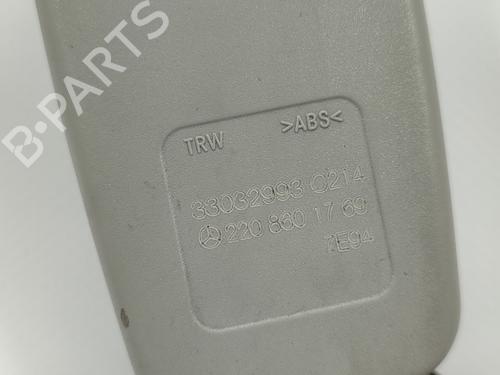 B-PARTS
TRW >ABS<
33032993 C214
220 860 17 69
7E94